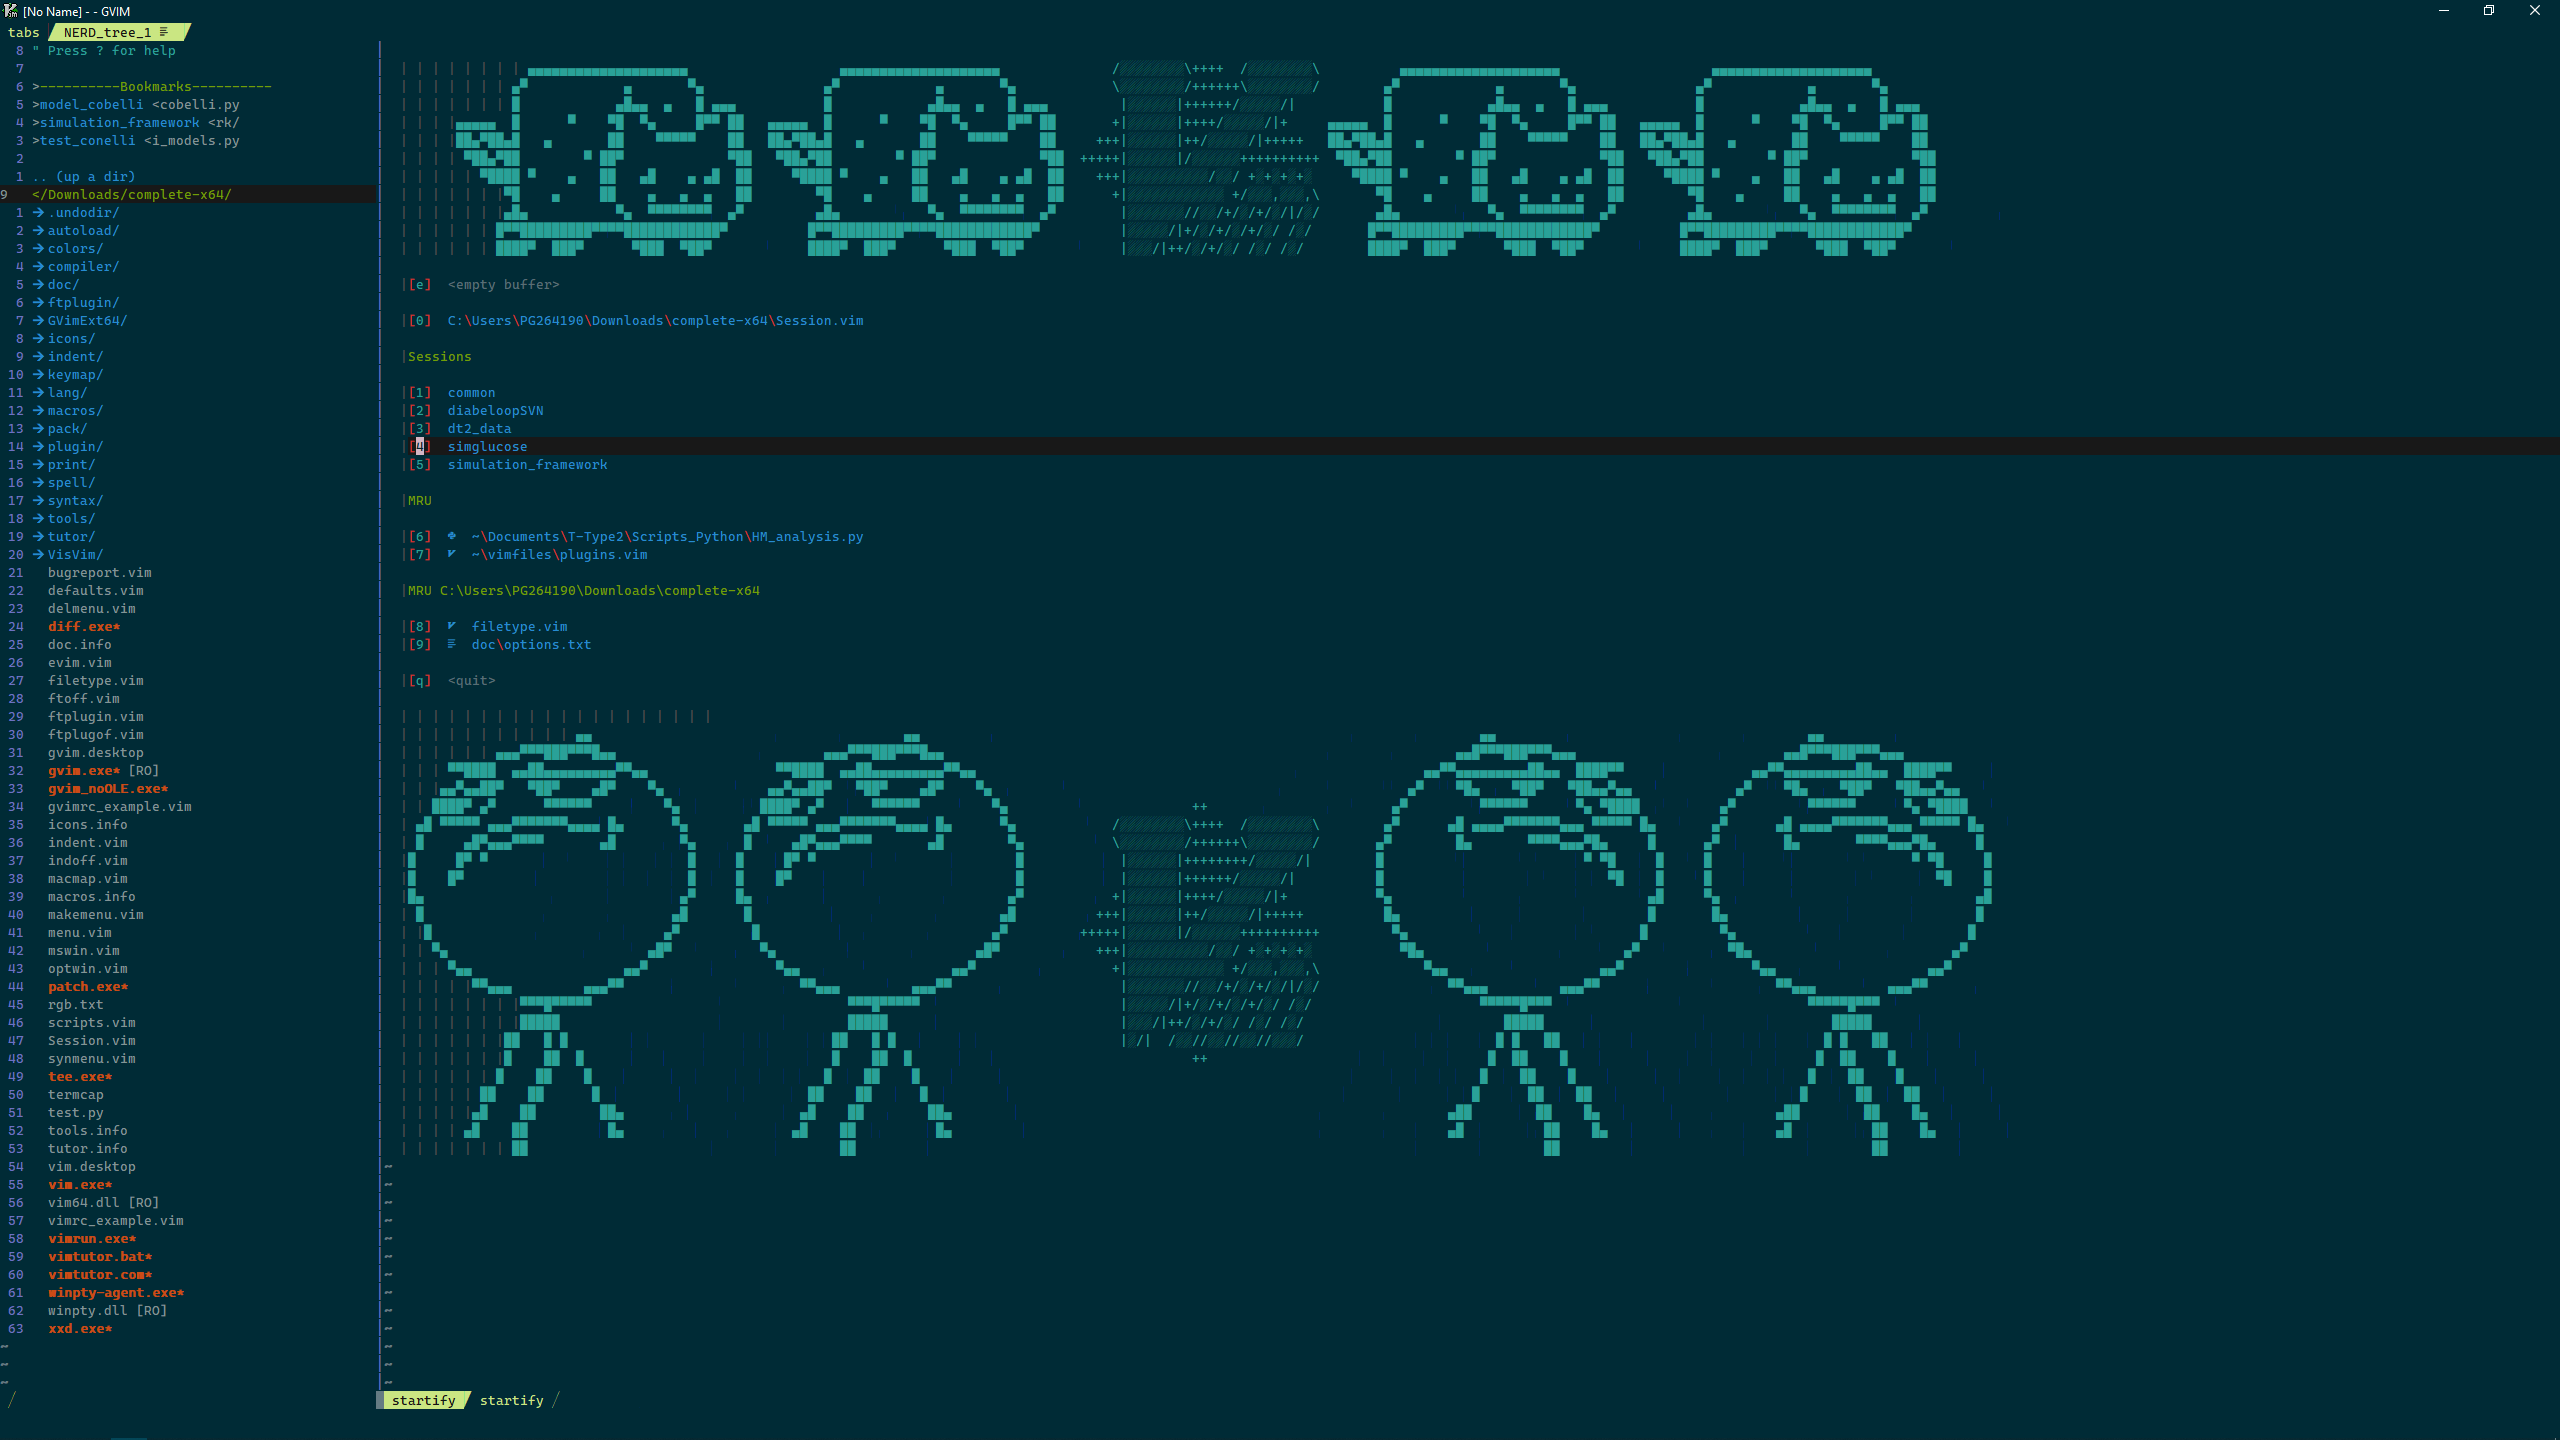 [No Name] - - GVIM
tabs NERD_tree_1
8 " Press ? for help
7
6 >----------Bookmarks----------
5 >model_cobelli <cobelli.py
4 >simulation_framework <rk/
3 >test_conelli <i_models.py
2
1 .. (up a dir)
9 </Downloads/complete-x64/
1 → .undodir/
2 → autoload/
3 → colors/
4 → compiler/
5 → doc/
6 → ftplugin/
7 → GVimExt64/
8 → icons/
9 → indent/
10 → keymap/
11 → lang/
12 → macros/
13 → pack/
14 → plugin/
15 → print/
16 → spell/
17 → syntax/
18 → tools/
19 → tutor/
20 → VisVim/
21 bugreport.vim
22 defaults.vim
23 delmenu.vim
24 diff.exe*
25 doc.info
26 evim.vim
27 filetype.vim
28 ftoff.vim
29 ftplugin.vim
30 ftplugof.vim
31 gvim.desktop
32 gvim.exe* [RO]
33 gvim_noOLE.exe*
34 gvimrc_example.vim
35 icons.info
36 indent.vim
37 indoff.vim
38 macmap.vim
39 macros.info
40 makemenu.vim
41 menu.vim
42 mswin.vim
43 optwin.vim
44 patch.exe*
45 rgb.txt
46 scripts.vim
47 Session.vim
48 synmenu.vim
49 tee.exe*
50 termcap
51 test.py
52 tools.info
53 tutor.info
54 vim.desktop
55 vim.exe*
56 vim64.dll [RO]
57 vimrc_example.vim
58 vimrun.exe*
59 vimtutor.bat*
60 vimtutor.com*
61 winpty-agent.exe*
62 winpty.dll [RO]
63 xxd.exe*
[e] <empty buffer>
[0] C:\Users\PG264190\Downloads\complete-x64\Session.vim
Sessions
[1] common
[2] diabeloopSVN
[3] dt2_data
[4] simglucose
[5] simulation_framework
MRU
[6] ~\Documents\T-Type2\Scripts_Python\HM_analysis.py
[7] ~\vimfiles\plugins.vim
MRU C:\Users\PG264190\Downloads\complete-x64
[8] filetype.vim
[9] doc\options.txt
[q] <quit>
startify startify